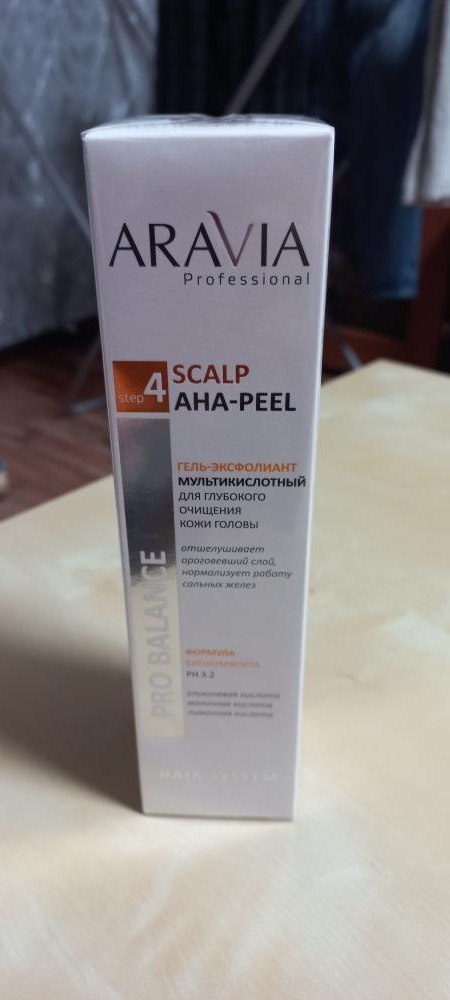 ARAVIA
Professional
step 4
SCALP
AHA-PEEL
ГЕЛЬ-ЭКСФОЛИАНТ
МУЛЬТИКИСЛОТНЫЙ
ДЛЯ ГЛУБОКОГО
ОЧИЩЕНИЯ
КОЖИ ГОЛОВЫ
отшелушивает
ороговевший слой,
нормализует работу
сальных желез
PRO BALANCE
ФОРМУЛА
БИОКОМФОРТА
PH 3.2
гликолевая кислота
молочная кислота
лимонная кислота
HAIR SYSTEM